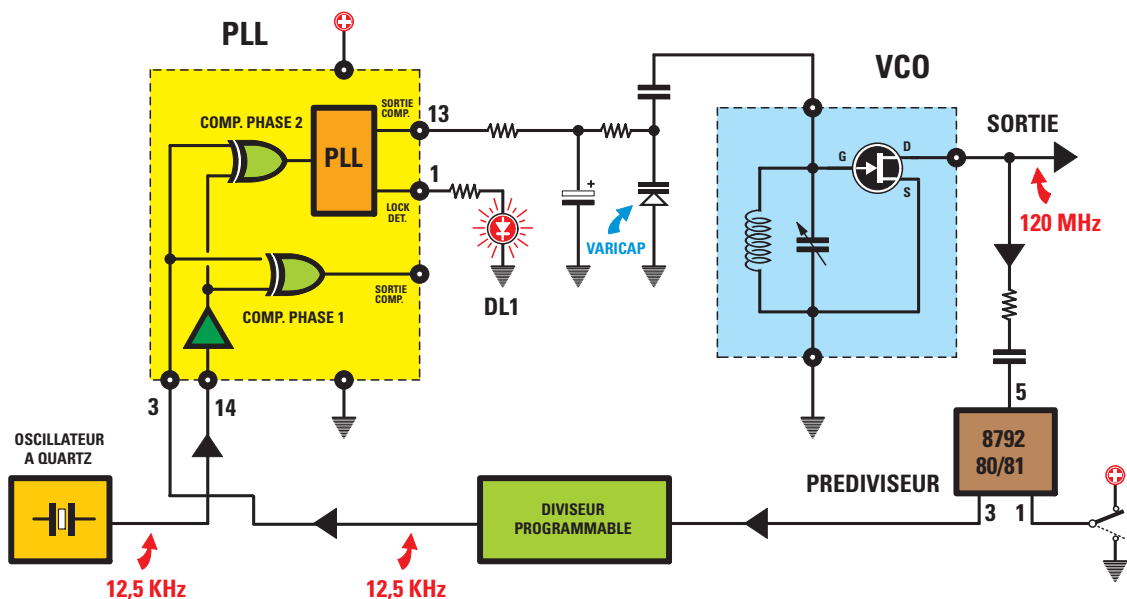 PLL
VCO
SORTIE
COMP.
13
COMP. PHASE 2
PLL
1
LOCK
DET.
+
VARICAP
DL1
COMP. PHASE 1
SORTIE
COMP.
G
D
S
SORTIE
120 MHz
3
14
5
OSCILLATEUR
A QUARTZ
8792
80/81
PREDIVISEUR
3
1
DIVISEUR
PROGRAMMABLE
12,5 KHz
12,5 KHz